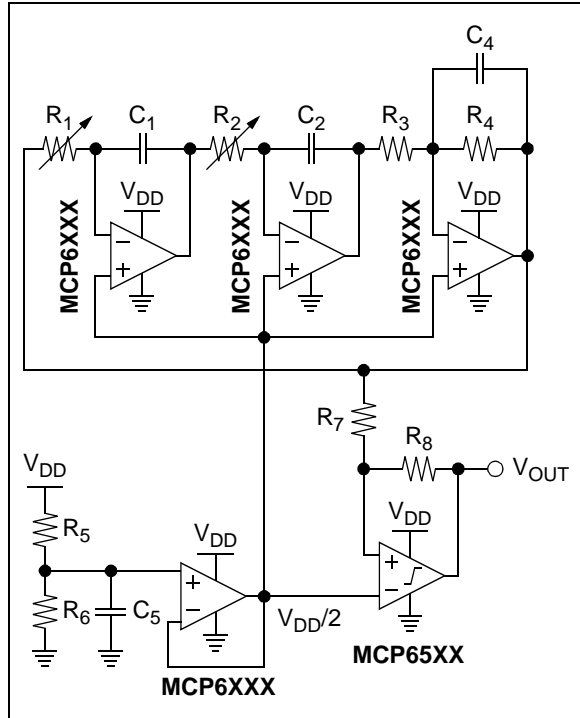 C4
R1 C1 R2 C2 R3 R4
VDD VDD VDD
MCP6XXX MCP6XXX MCP6XXX
R7
R8
VOUT
VDD
R5
VDD
VDD
R6
C5
VDD/2
MCP65XX
MCP6XXX